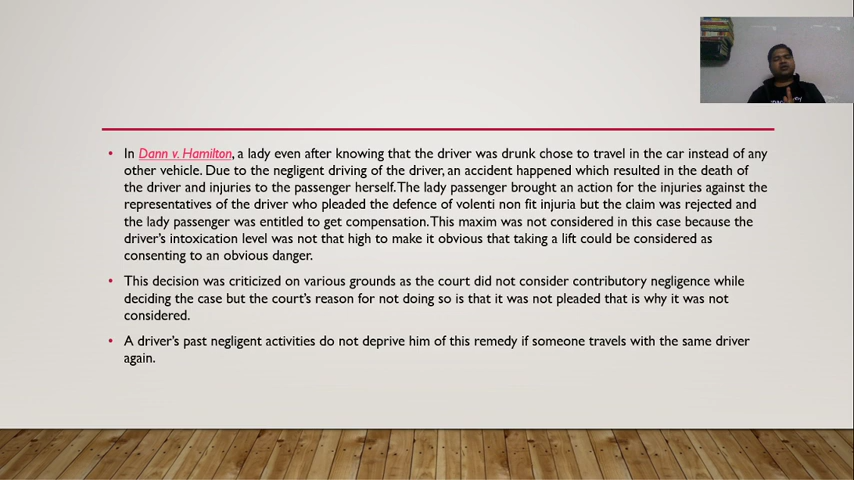 In Dann v. Hamilton, a lady even after knowing that the driver was drunk chose to travel in the car instead of any
other vehicle. Due to the negligent driving of the driver, an accident happened which resulted in the death of
the driver and injuries to the passenger herself. The lady passenger brought an action for the injuries against the
representatives of the driver who pleaded the defence of volenti non fit injuria but the claim was rejected and
the lady passenger was entitled to get compensation. This maxim was not considered in this case because the
driver's intoxication level was not that high to make it obvious that taking a lift could be considered as
consenting to an obvious danger.
This decision was criticized on various grounds as the court did not consider contributory negligence while
deciding the case but the court's reason for not doing so is that it was not pleaded that is why it was not
considered.
A driver's past negligent activities do not deprive him of this remedy if someone travels with the same driver
again.